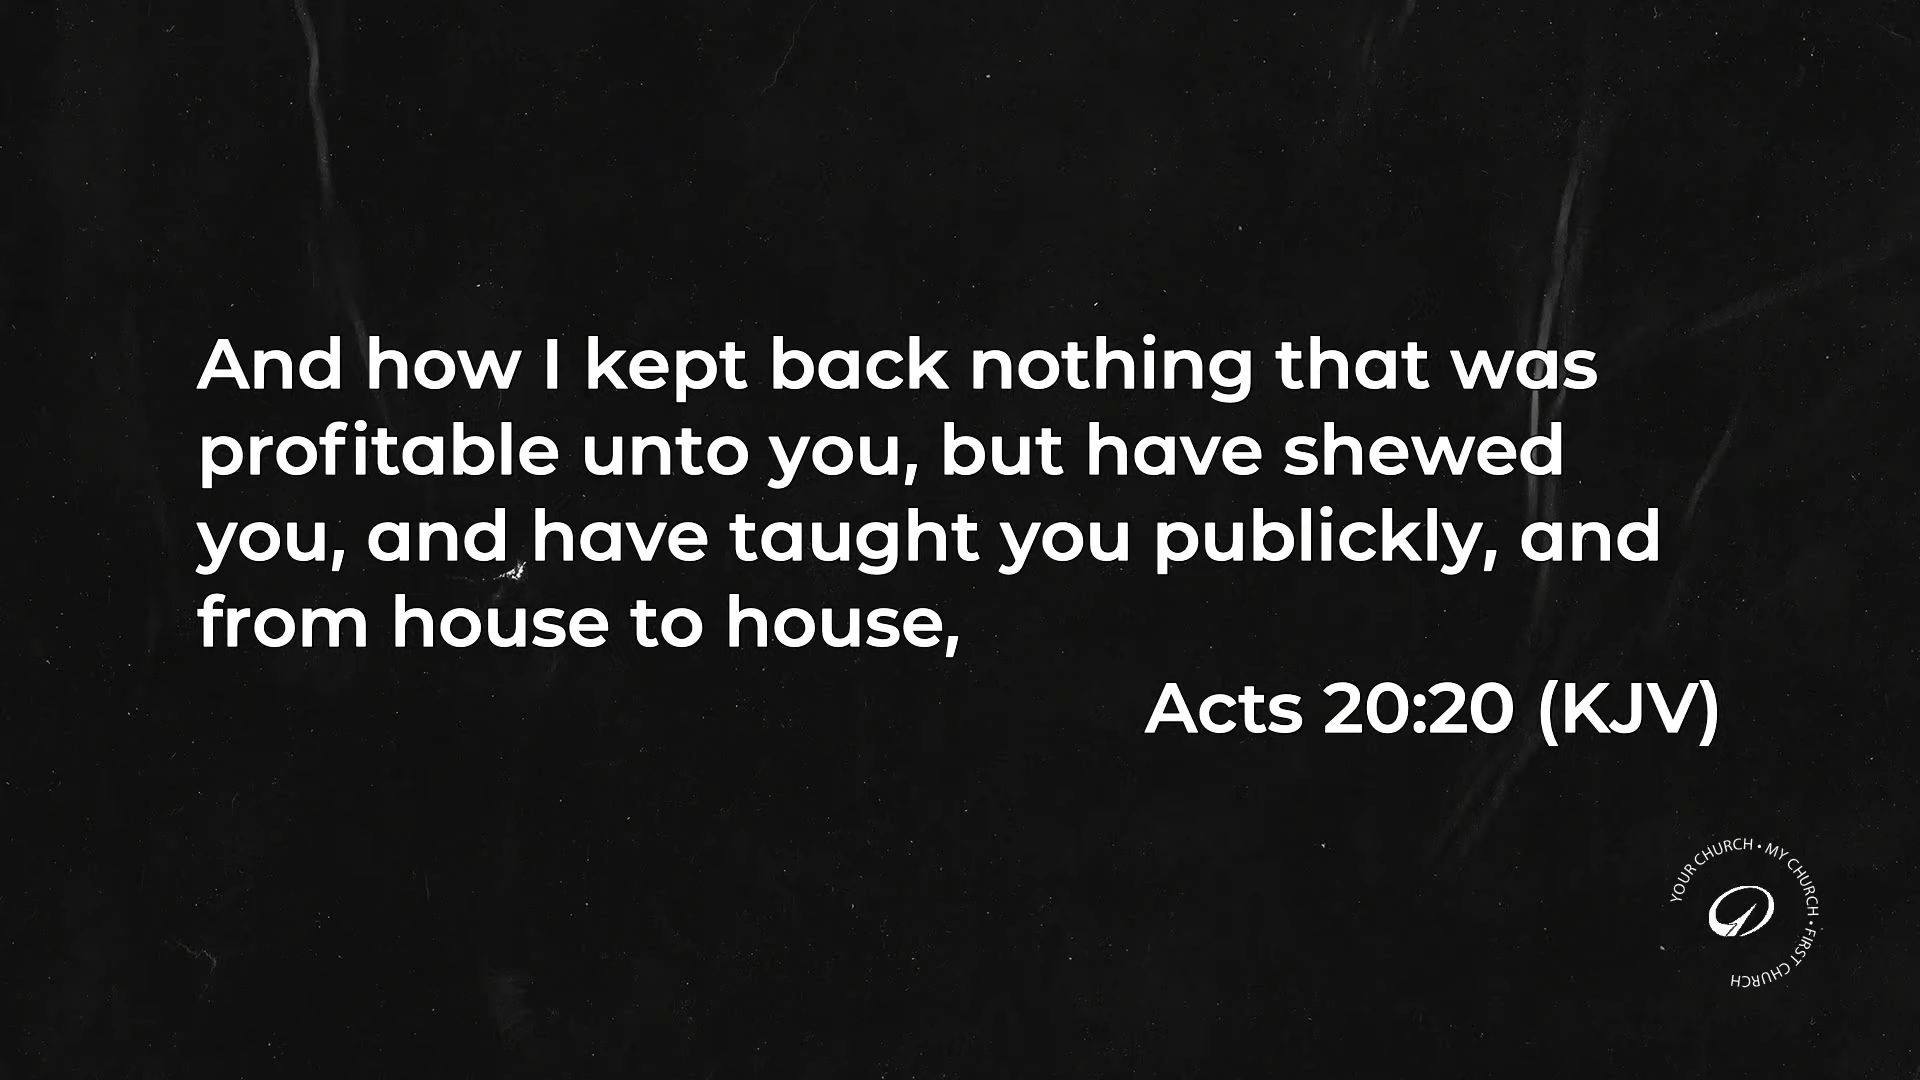 And how I kept back nothing that was
profitable unto you, but have shewed
you, and have taught you publickly, and
from house to house,
Acts 20:20 (KJV)
YOUR CHURCH • MY CHURCH • FIRST CHURCH